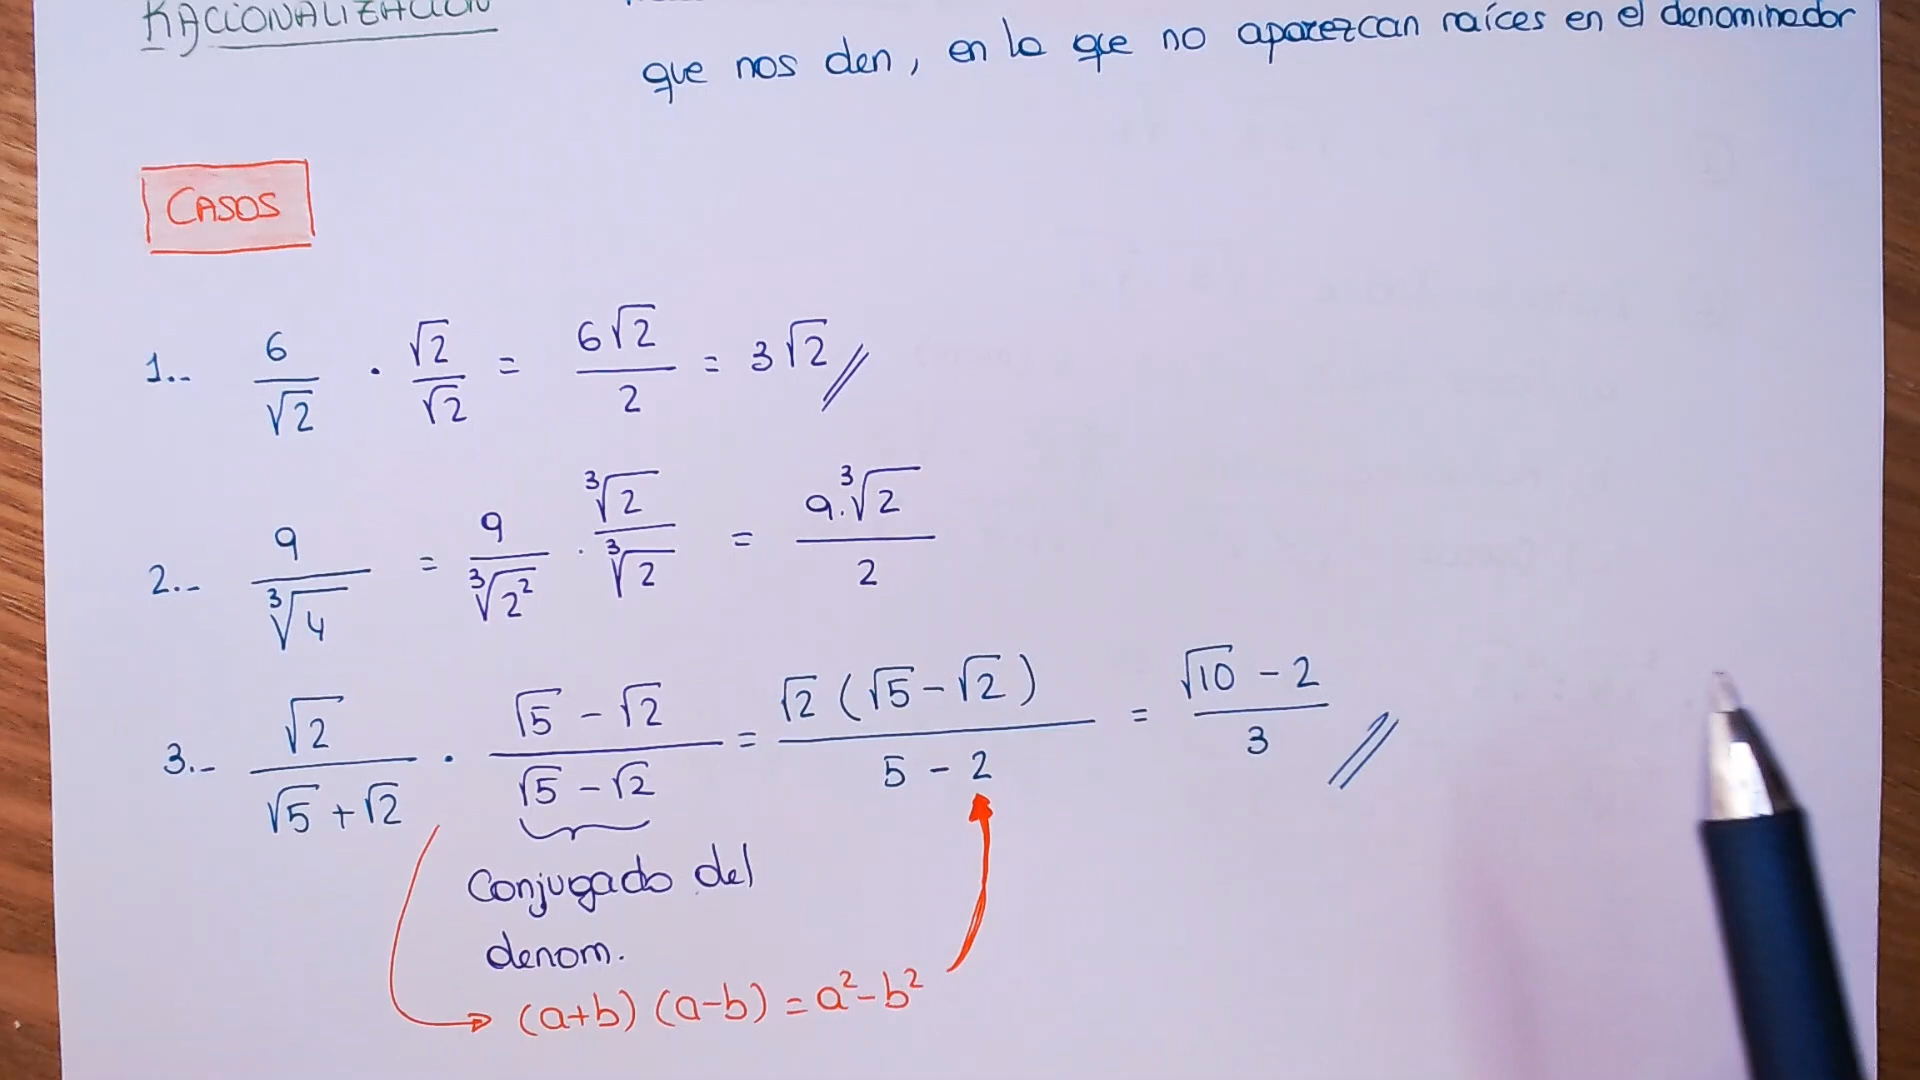 RACIONALIZACIÓN
que nos den, en la que no aparezcan raíces en el denominador
CASOS
1.- 6/√2 · √2/√2 = 6√2/2 = 3√2 //
2.- 9/∛4 = 9/∛2² · ∛2/∛2 = 9·∛2/2
3.- √2/(√5+√2) · (√5-√2)/(√5-√2) = √2(√5-√2)/(5-2) = (√10-2)/3 //
Conjugado del
denom.
(a+b)(a-b) = a²-b²